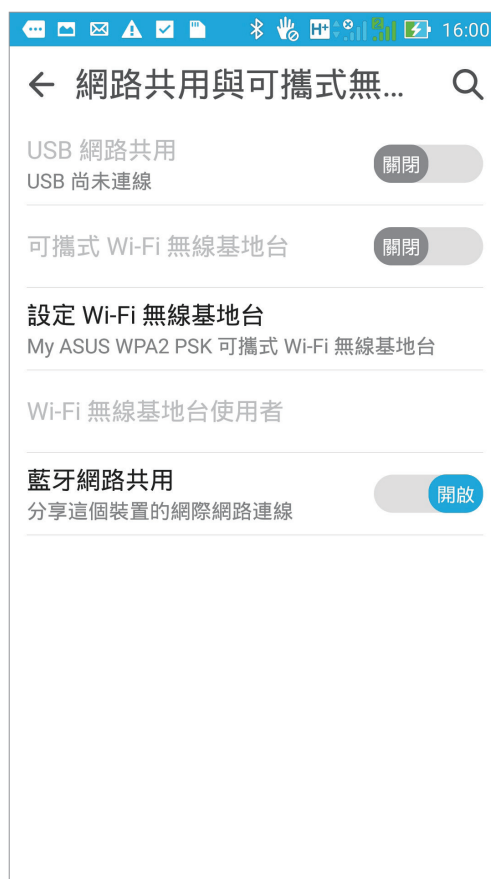 H+ 2 16:00
網路共用與可攜式無...
USB 網路共用
關閉
USB 尚未連線
可攜式 Wi-Fi 無線基地台
關閉
設定 Wi-Fi 無線基地台
My ASUS WPA2 PSK 可攜式 Wi-Fi 無線基地台
Wi-Fi 無線基地台使用者
藍牙網路共用
開啟
分享這個裝置的網際網路連線